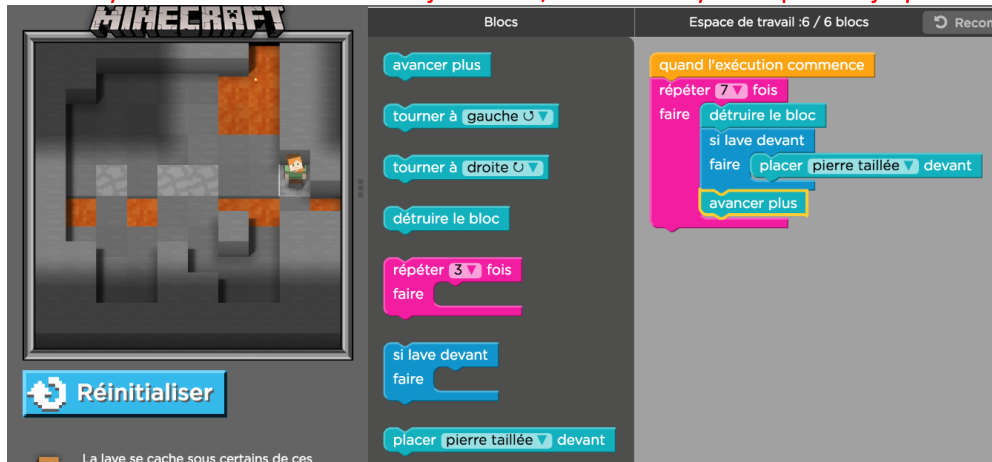 MINECRAFT
Blocs
Espace de travail :6 / 6 blocs
Recom
avancer plus
tourner à gauche
tourner à droite
détruire le bloc
répéter 3 fois
faire
si lave devant
faire
placer pierre taillée devant
quand l'exécution commence
répéter 7 fois
faire détruire le bloc
si lave devant
faire placer pierre taillée devant
avancer plus
Réinitialiser
La lave se cache sous certains de ces